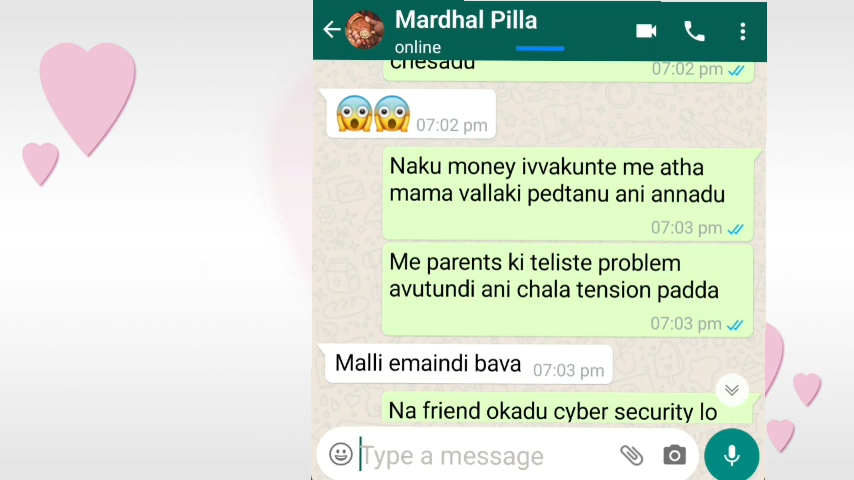 Mardhal Pilla
online
chesadu
07:02 pm
07:02 pm
Naku money ivvakunte me atha
mama vallaki pedtanu ani annadu
07:03 pm
Me parents ki teliste problem
avutundi ani chala tension padda
07:03 pm
Malli emaindi bava 07:03 pm
Na friend okadu cyber security lo
Type a message